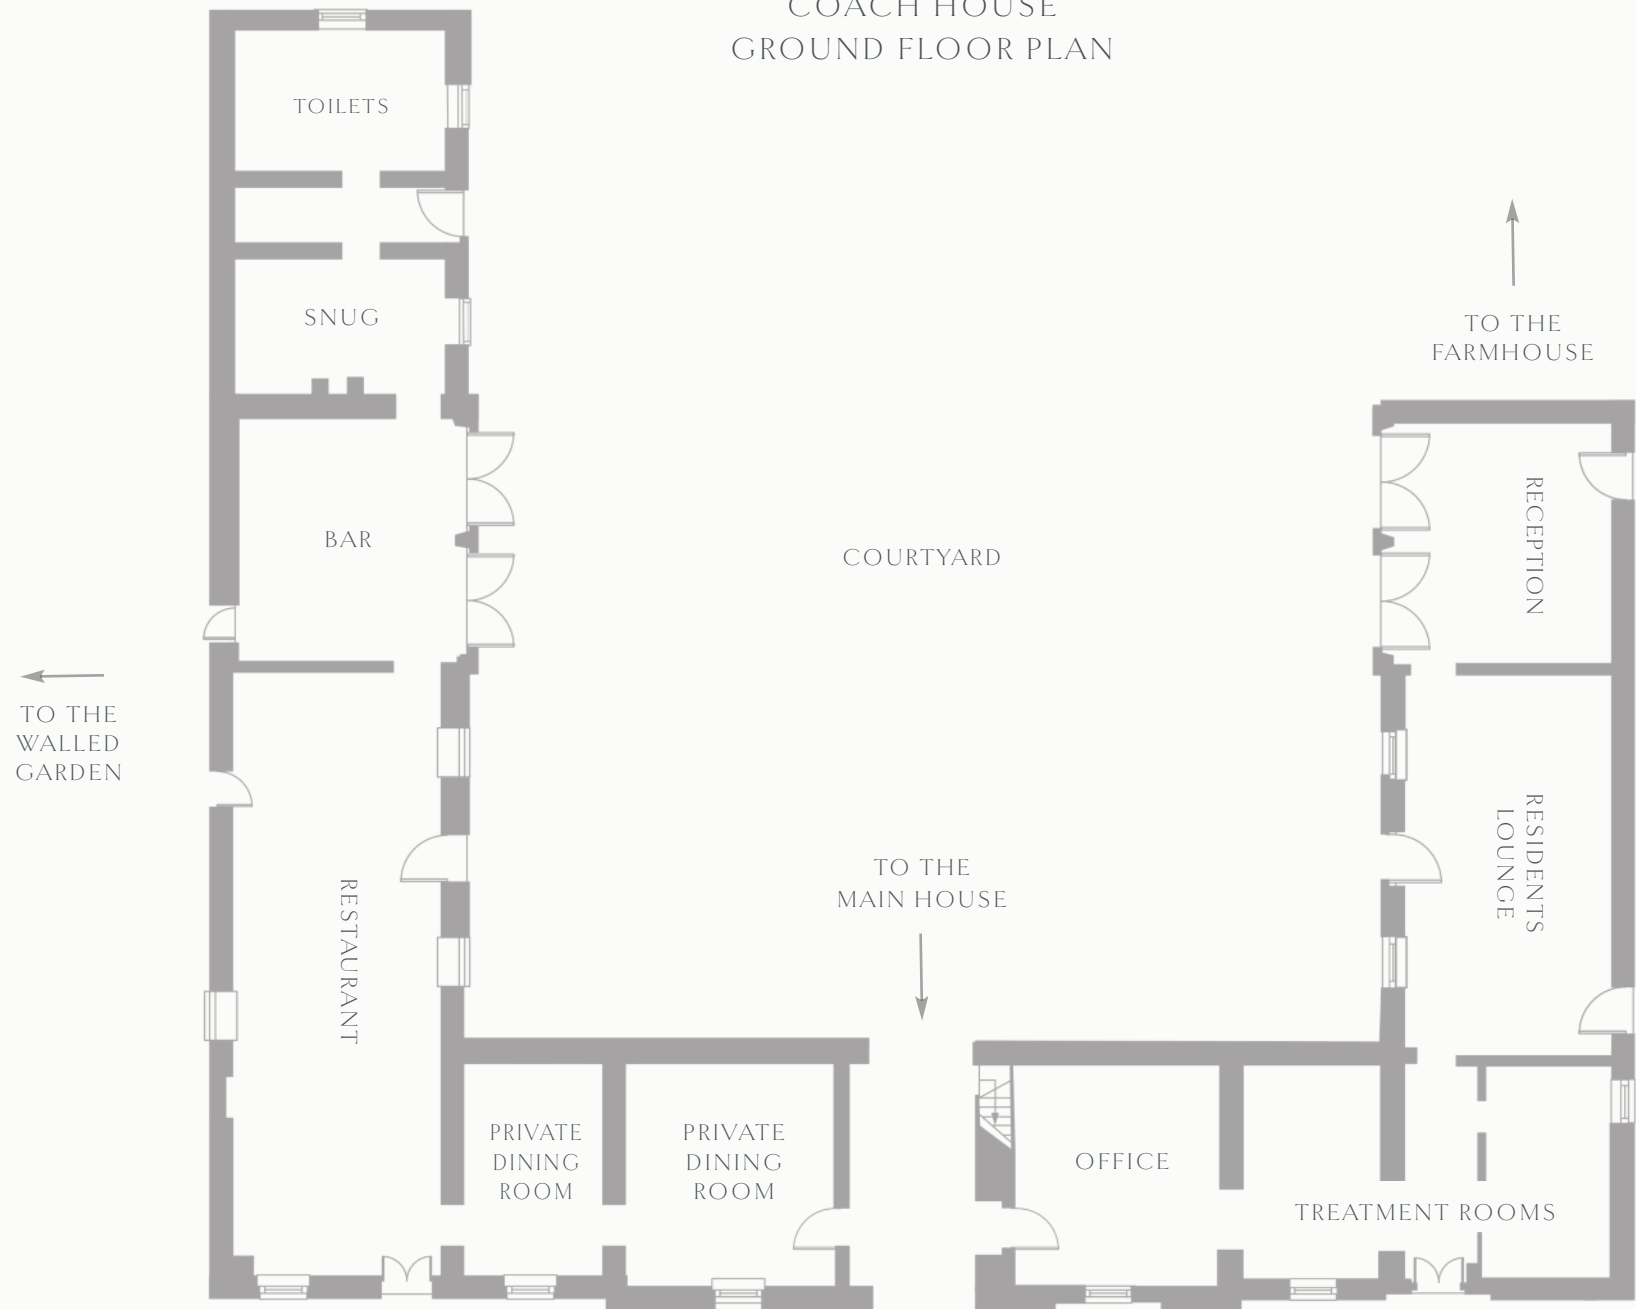 COACH HOUSE
GROUND FLOOR PLAN
TOILETS
SNUG
TO THE
FARMHOUSE
BAR
COURTYARD
RECEPTION
TO THE
WALLED
GARDEN
RESTAURANT
TO THE
MAIN HOUSE
RESIDENTS
LOUNGE
PRIVATE
DINING
ROOM
PRIVATE
DINING
ROOM
OFFICE
TREATMENT ROOMS